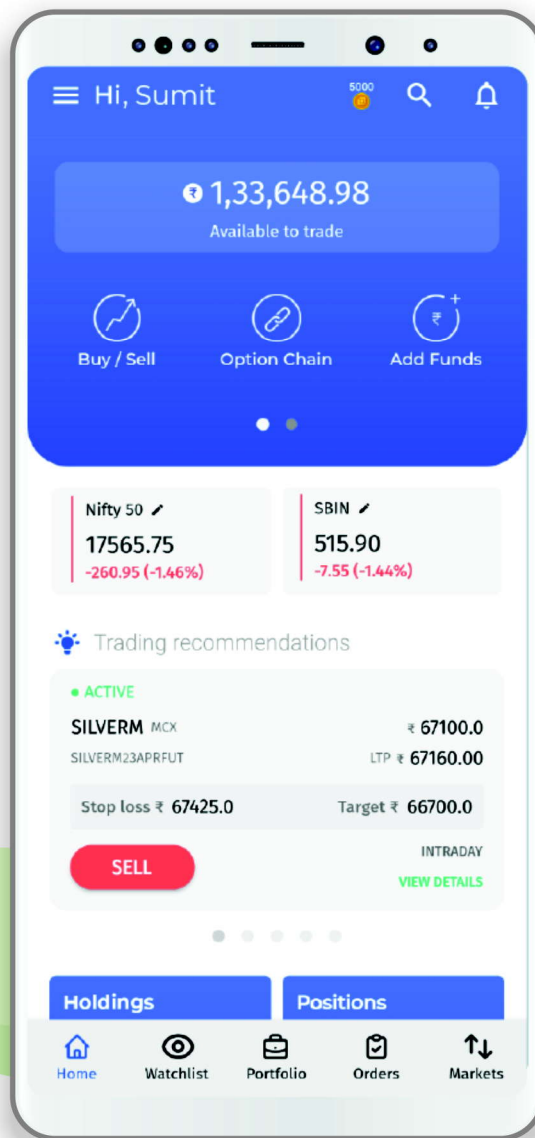 5000
Hi, Sumit
₹ 1,33,648.98
Available to trade
Buy / Sell Option Chain Add Funds
Nifty 50 SBIN
17565.75 515.90
-260.95 (-1.46%) -7.55 (-1.44%)
Trading recommendations
ACTIVE
SILVERM MCX ₹ 67100.0
SILVERM23APRFUT LTP ₹ 67160.00
Stop loss ₹ 67425.0 Target ₹ 66700.0
INTRADAY
SELL
VIEW DETAILS
Holdings Positions
Home Watchlist Portfolio Orders Markets